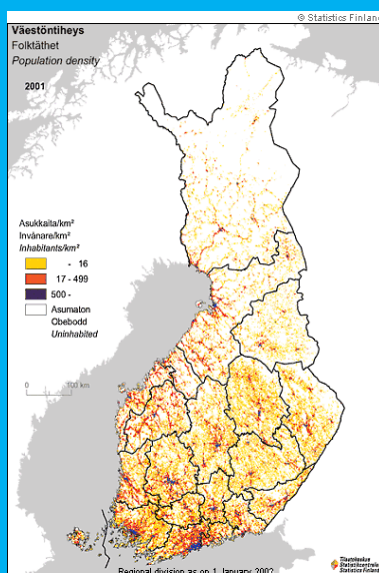 © Statistics Finland
Väestöntiheys
Folktäthet
Population density
2001
Asukkaita/km²
Invånare/km²
Inhabitants/km²
- 16
17 - 499
500 -
Asumaton
Obebodd
Uninhabited
0 100 km
Regional division as on 1 January 2002
Tilastokeskus
Statistikcentralen
Statistics Finland